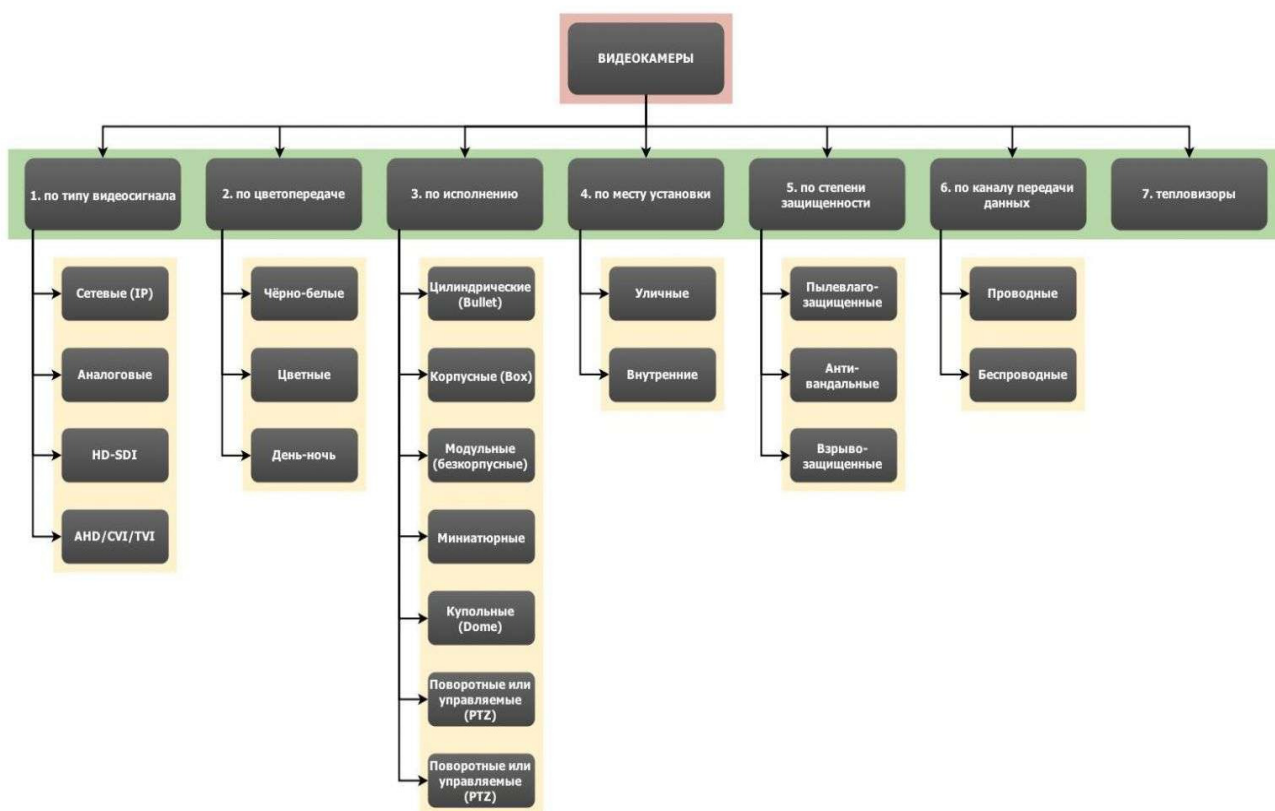 ВИДЕОКАМЕРЫ
1. по типу видеосигнала
2. по цветопередаче
3. по исполнению
4. по месту установки
5. по степени
защищенности
6. по каналу передачи
данных
7. тепловизоры
Сетевые (IP)
Аналоговые
HD-SDI
AHD/CVI/TVI
Чёрно-белые
Цветные
День-ночь
Цилиндрические
(Bullet)
Корпусные (Box)
Модульные
(безкорпусные)
Миниатюрные
Купольные
(Dome)
Поворотные или
управляемые
(PTZ)
Поворотные или
управляемые
(PTZ)
Уличные
Внутренние
Пылевлаго-
защищенные
Анти-
вандальные
Взрыво-
защищенные
Проводные
Беспроводные